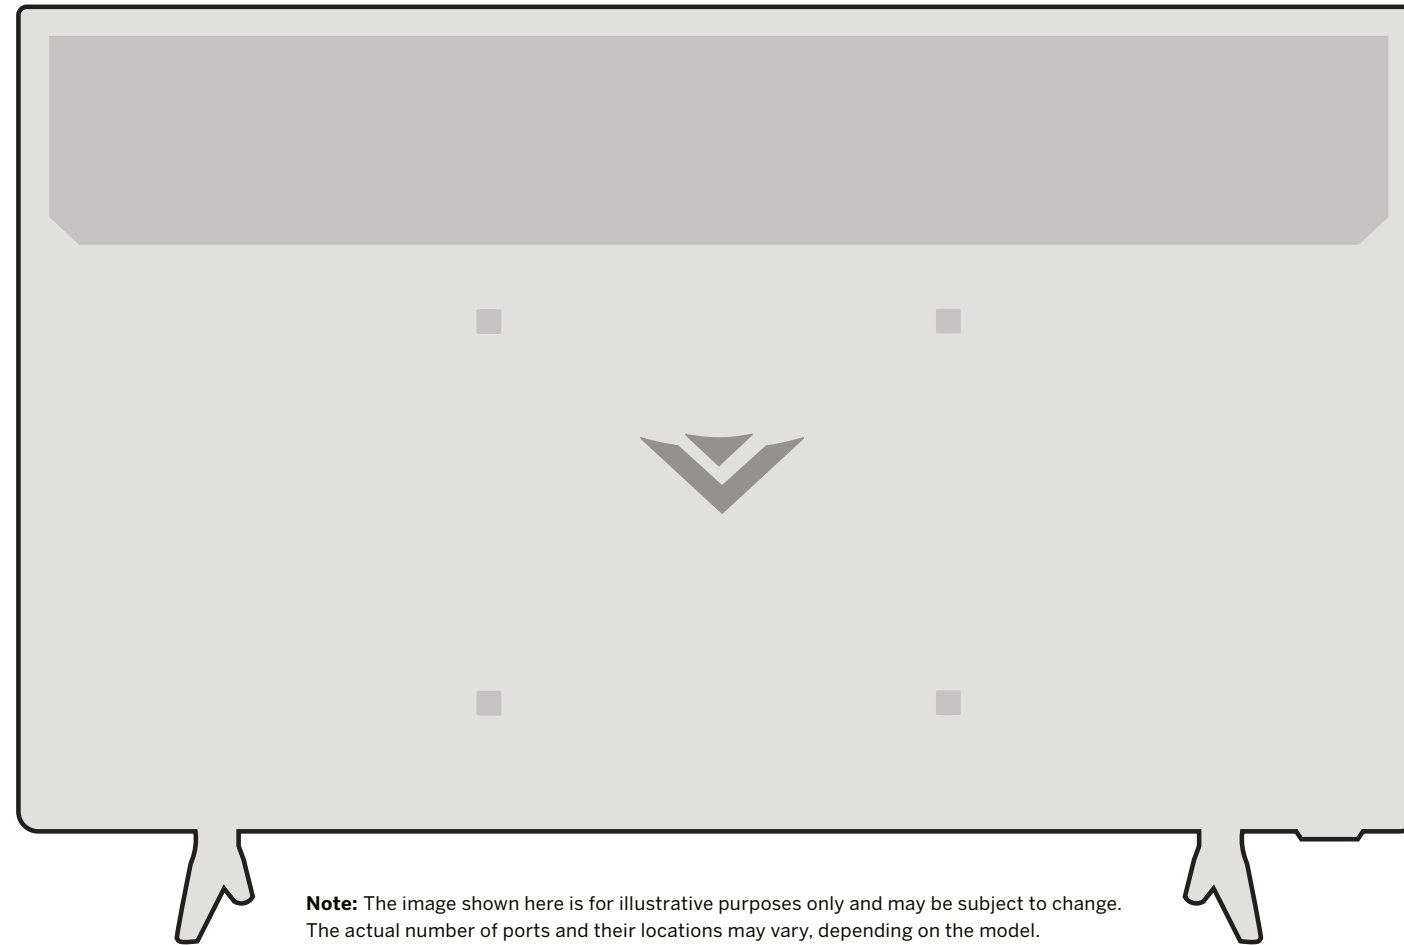 Note: The image shown here is for illustrative purposes only and may be subject to change.
The actual number of ports and their locations may vary, depending on the model.